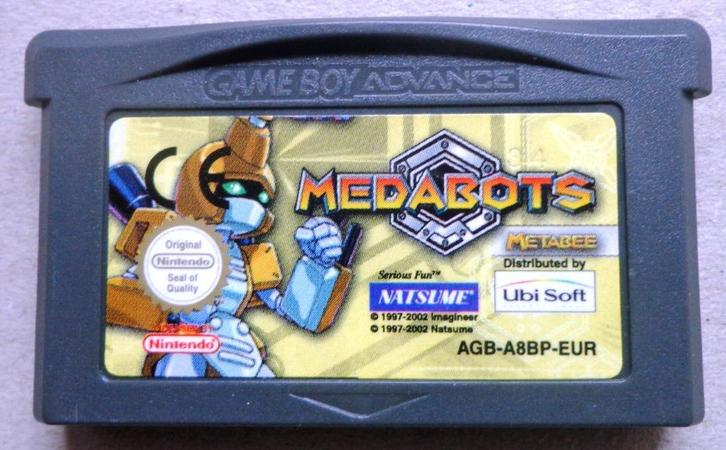 GAME BOY ADVANCE
CE
MEDABOTS
METABEE
Original
Nintendo
Seal of
Quality
Distributed by
Ubi Soft
Serious Fun™
NATSUME®
© 1997-2002 Imagineer
© 1997-2002 Natsume
Nintendo®
AGB-A8BP-EUR